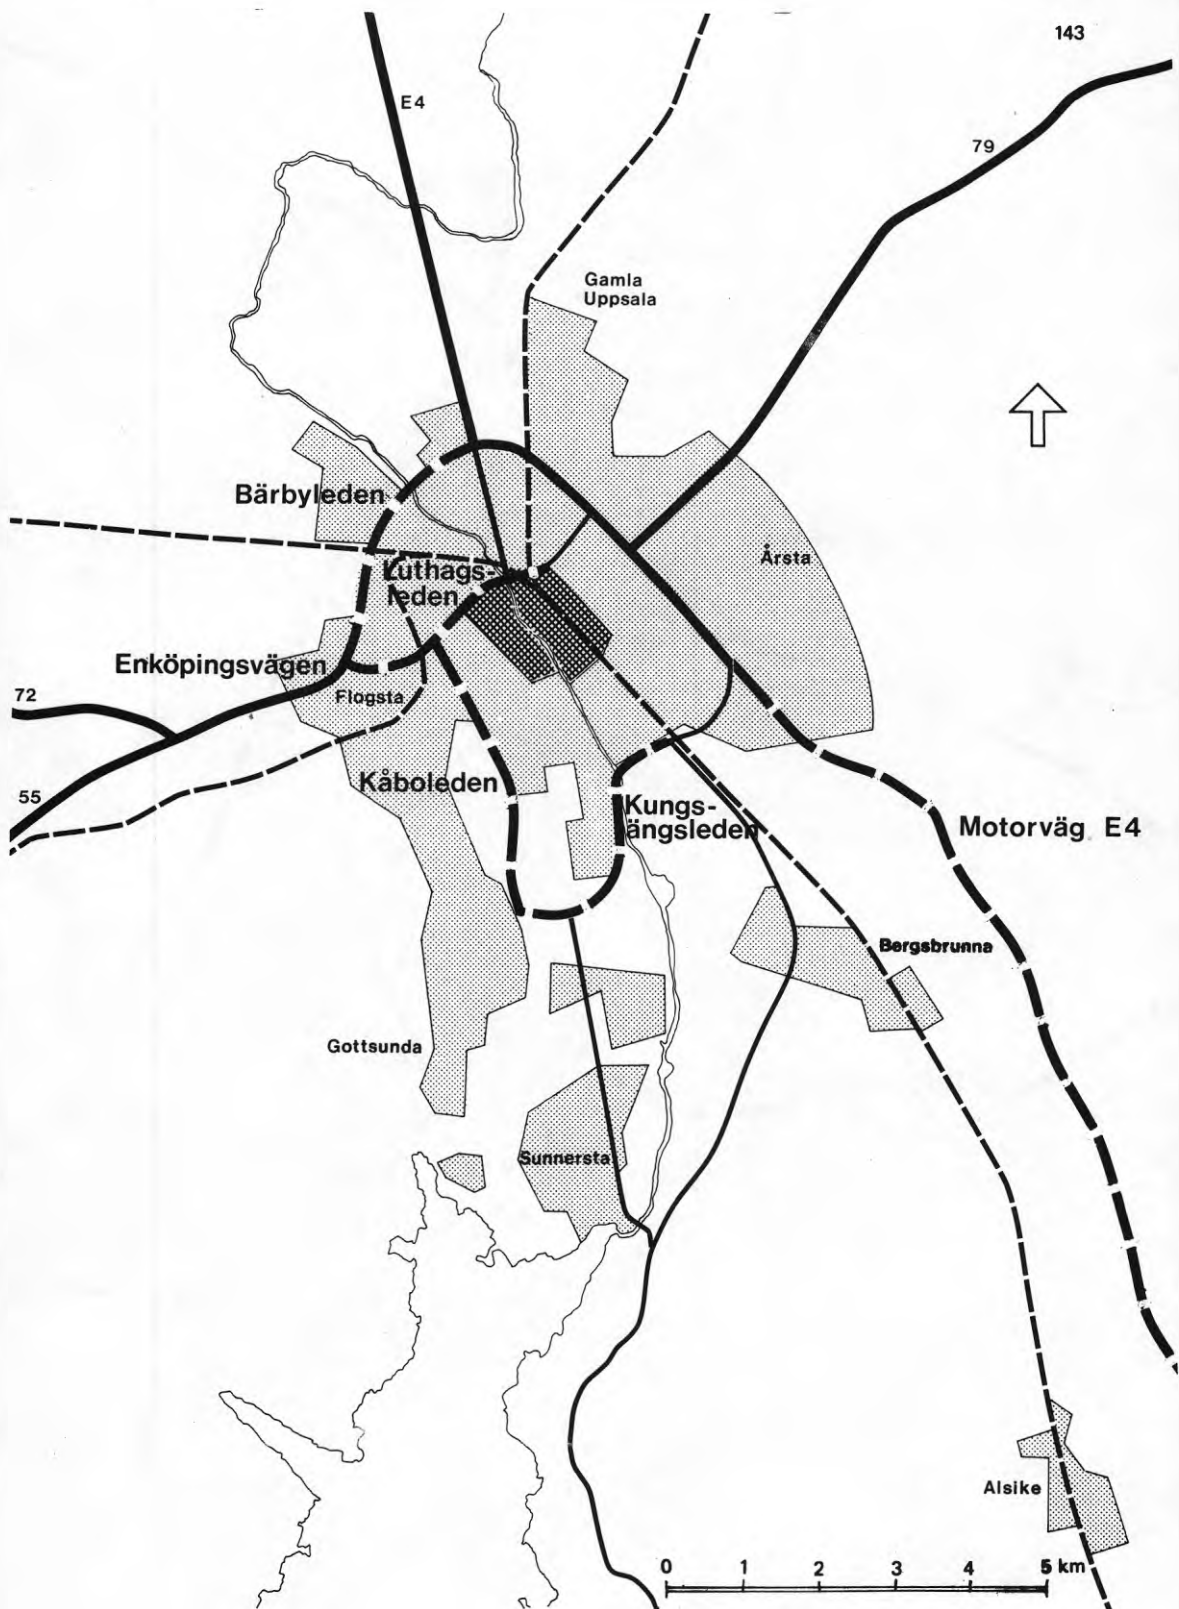 143
E4
79
Gamla
Uppsala
Bärbyleden
Årsta
Luthags-
leden
Enköpingsvägen
72
Flogsta
Kåboleden
55
Kungs-
ängsleden
Motorväg E4
Bergsbrunna
Gottsunda
Sunnersta
Alsike
0 1 2 3 4 5 km